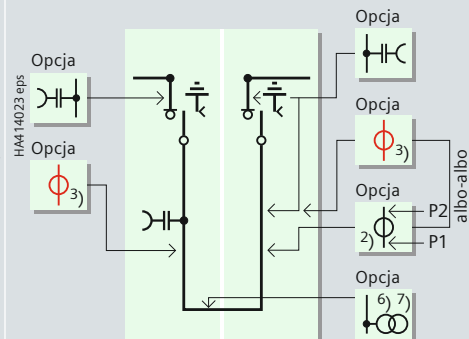 Opcja
HA414023 eps
Opcja
3)
Opcja
Opcja
3)
albo-albo
Opcja
P2
2)
P1
Opcja
6) 7)